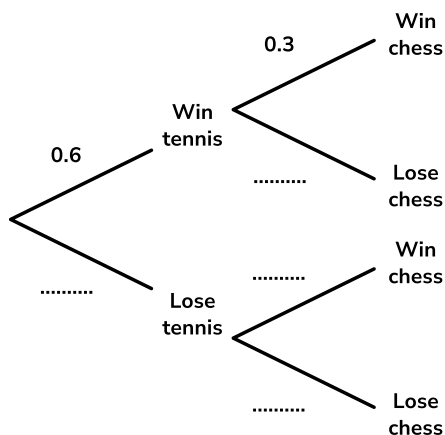 Win
chess
0.3
Win
tennis
0.6
..........
Lose
chess
Win
chess
..........
..........
Lose
tennis
..........
Lose
chess